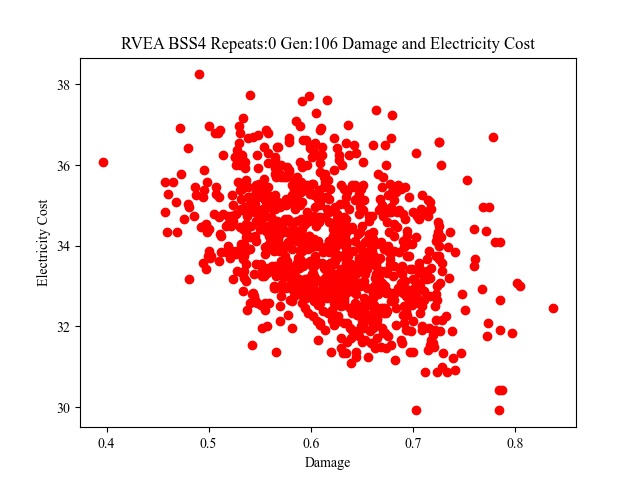 RVEA BSS4 Repeats:0 Gen:106 Damage and Electricity Cost
38
36
34
32
30
Electricity Cost
0.4 0.5 0.6 0.7 0.8
Damage